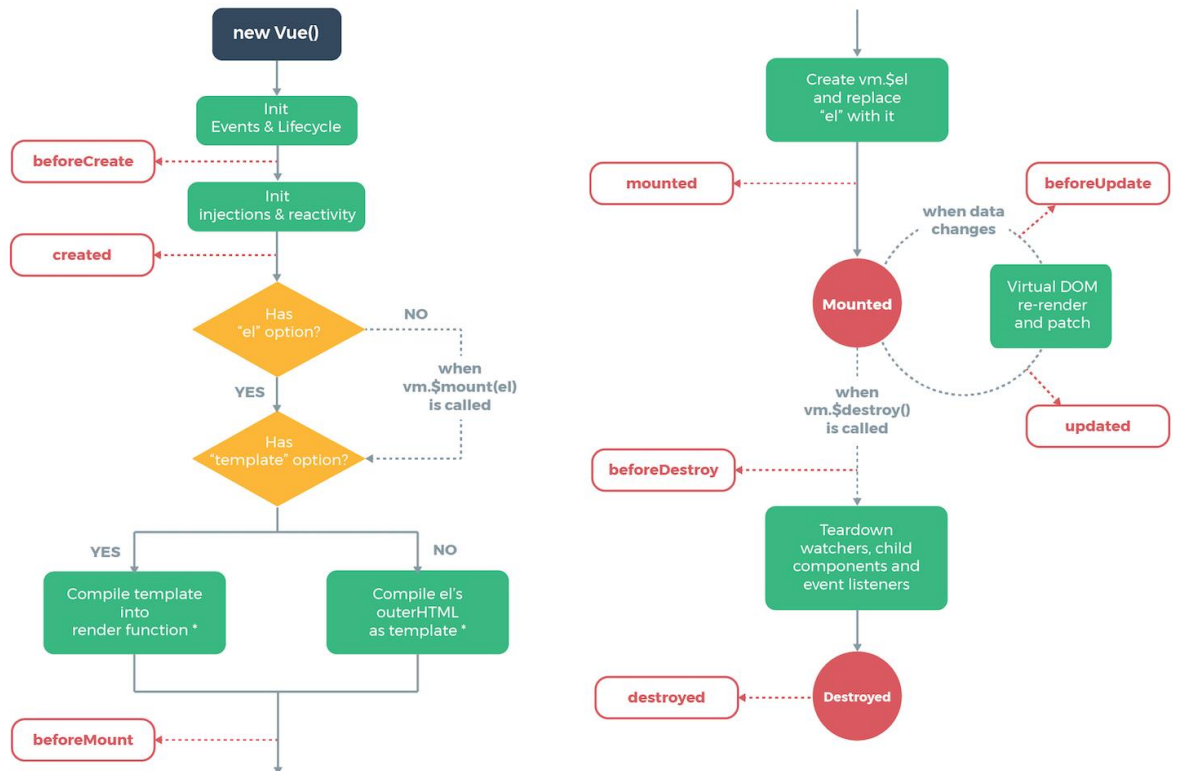 new Vue()
Init
Events & Lifecycle
beforeCreate
Init
injections & reactivity
created
Has
“el” option?
NO
when
vm.$mount(el)
is called
YES
Has
“template” option?
YES
NO
Compile template
into
render function *
Compile el’s
outerHTML
as template *
beforeMount
Create vm.$el
and replace
“el” with it
mounted
beforeUpdate
when data
changes
Mounted
Virtual DOM
re-render
and patch
when
vm.$destroy()
is called
updated
beforeDestroy
Teardown
watchers, child
components and
event listeners
destroyed
Destroyed